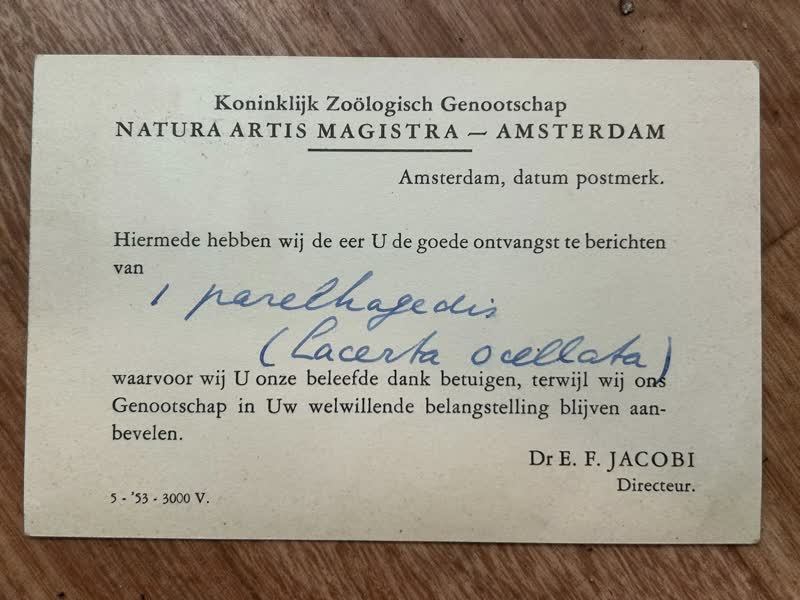 Koninklijk Zoölogisch Genootschap
NATURA ARTIS MAGISTRA — AMSTERDAM
Amsterdam, datum postmerk.
Hiermede hebben wij de eer U de goede ontvangst te berichten
van
1 parelhagedis
(Lacerta ocellata)
waarvoor wij U onze beleefde dank betuigen, terwijl wij ons
Genootschap in Uw welwillende belangstelling blijven aan-
bevelen.
Dr E. F. JACOBI
Directeur.
5 - '53 - 3000 V.